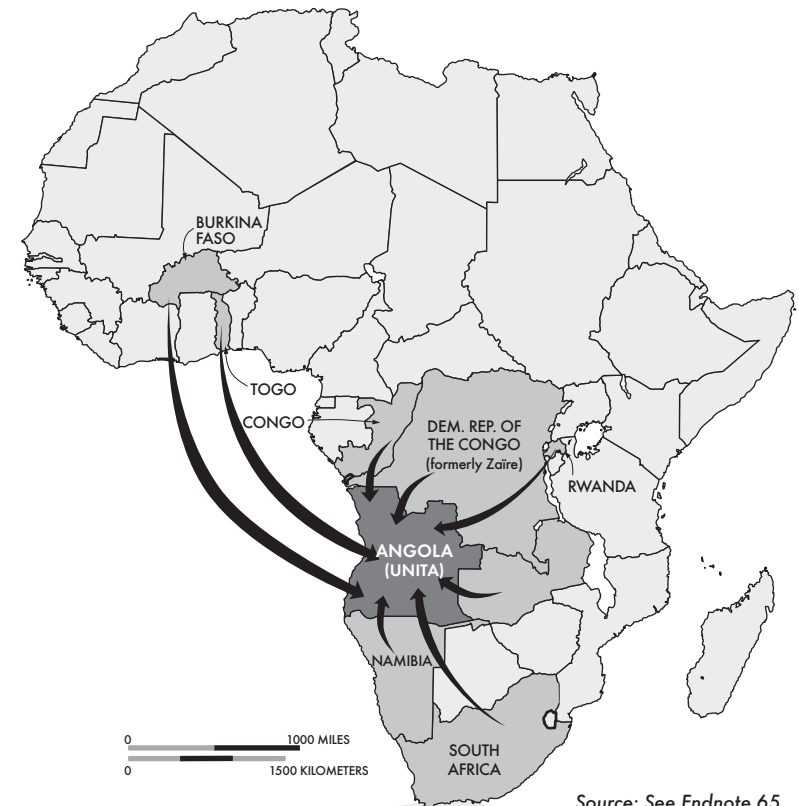 BURKINA
FASO
TOGO
CONGO
DEM. REP. OF
THE CONGO
(formerly Zaïre)
RWANDA
ANGOLA
(UNITA)
NAMIBIA
0 1000 MILES
0 1500 KILOMETERS
SOUTH
AFRICA
Source: See Endnote 65